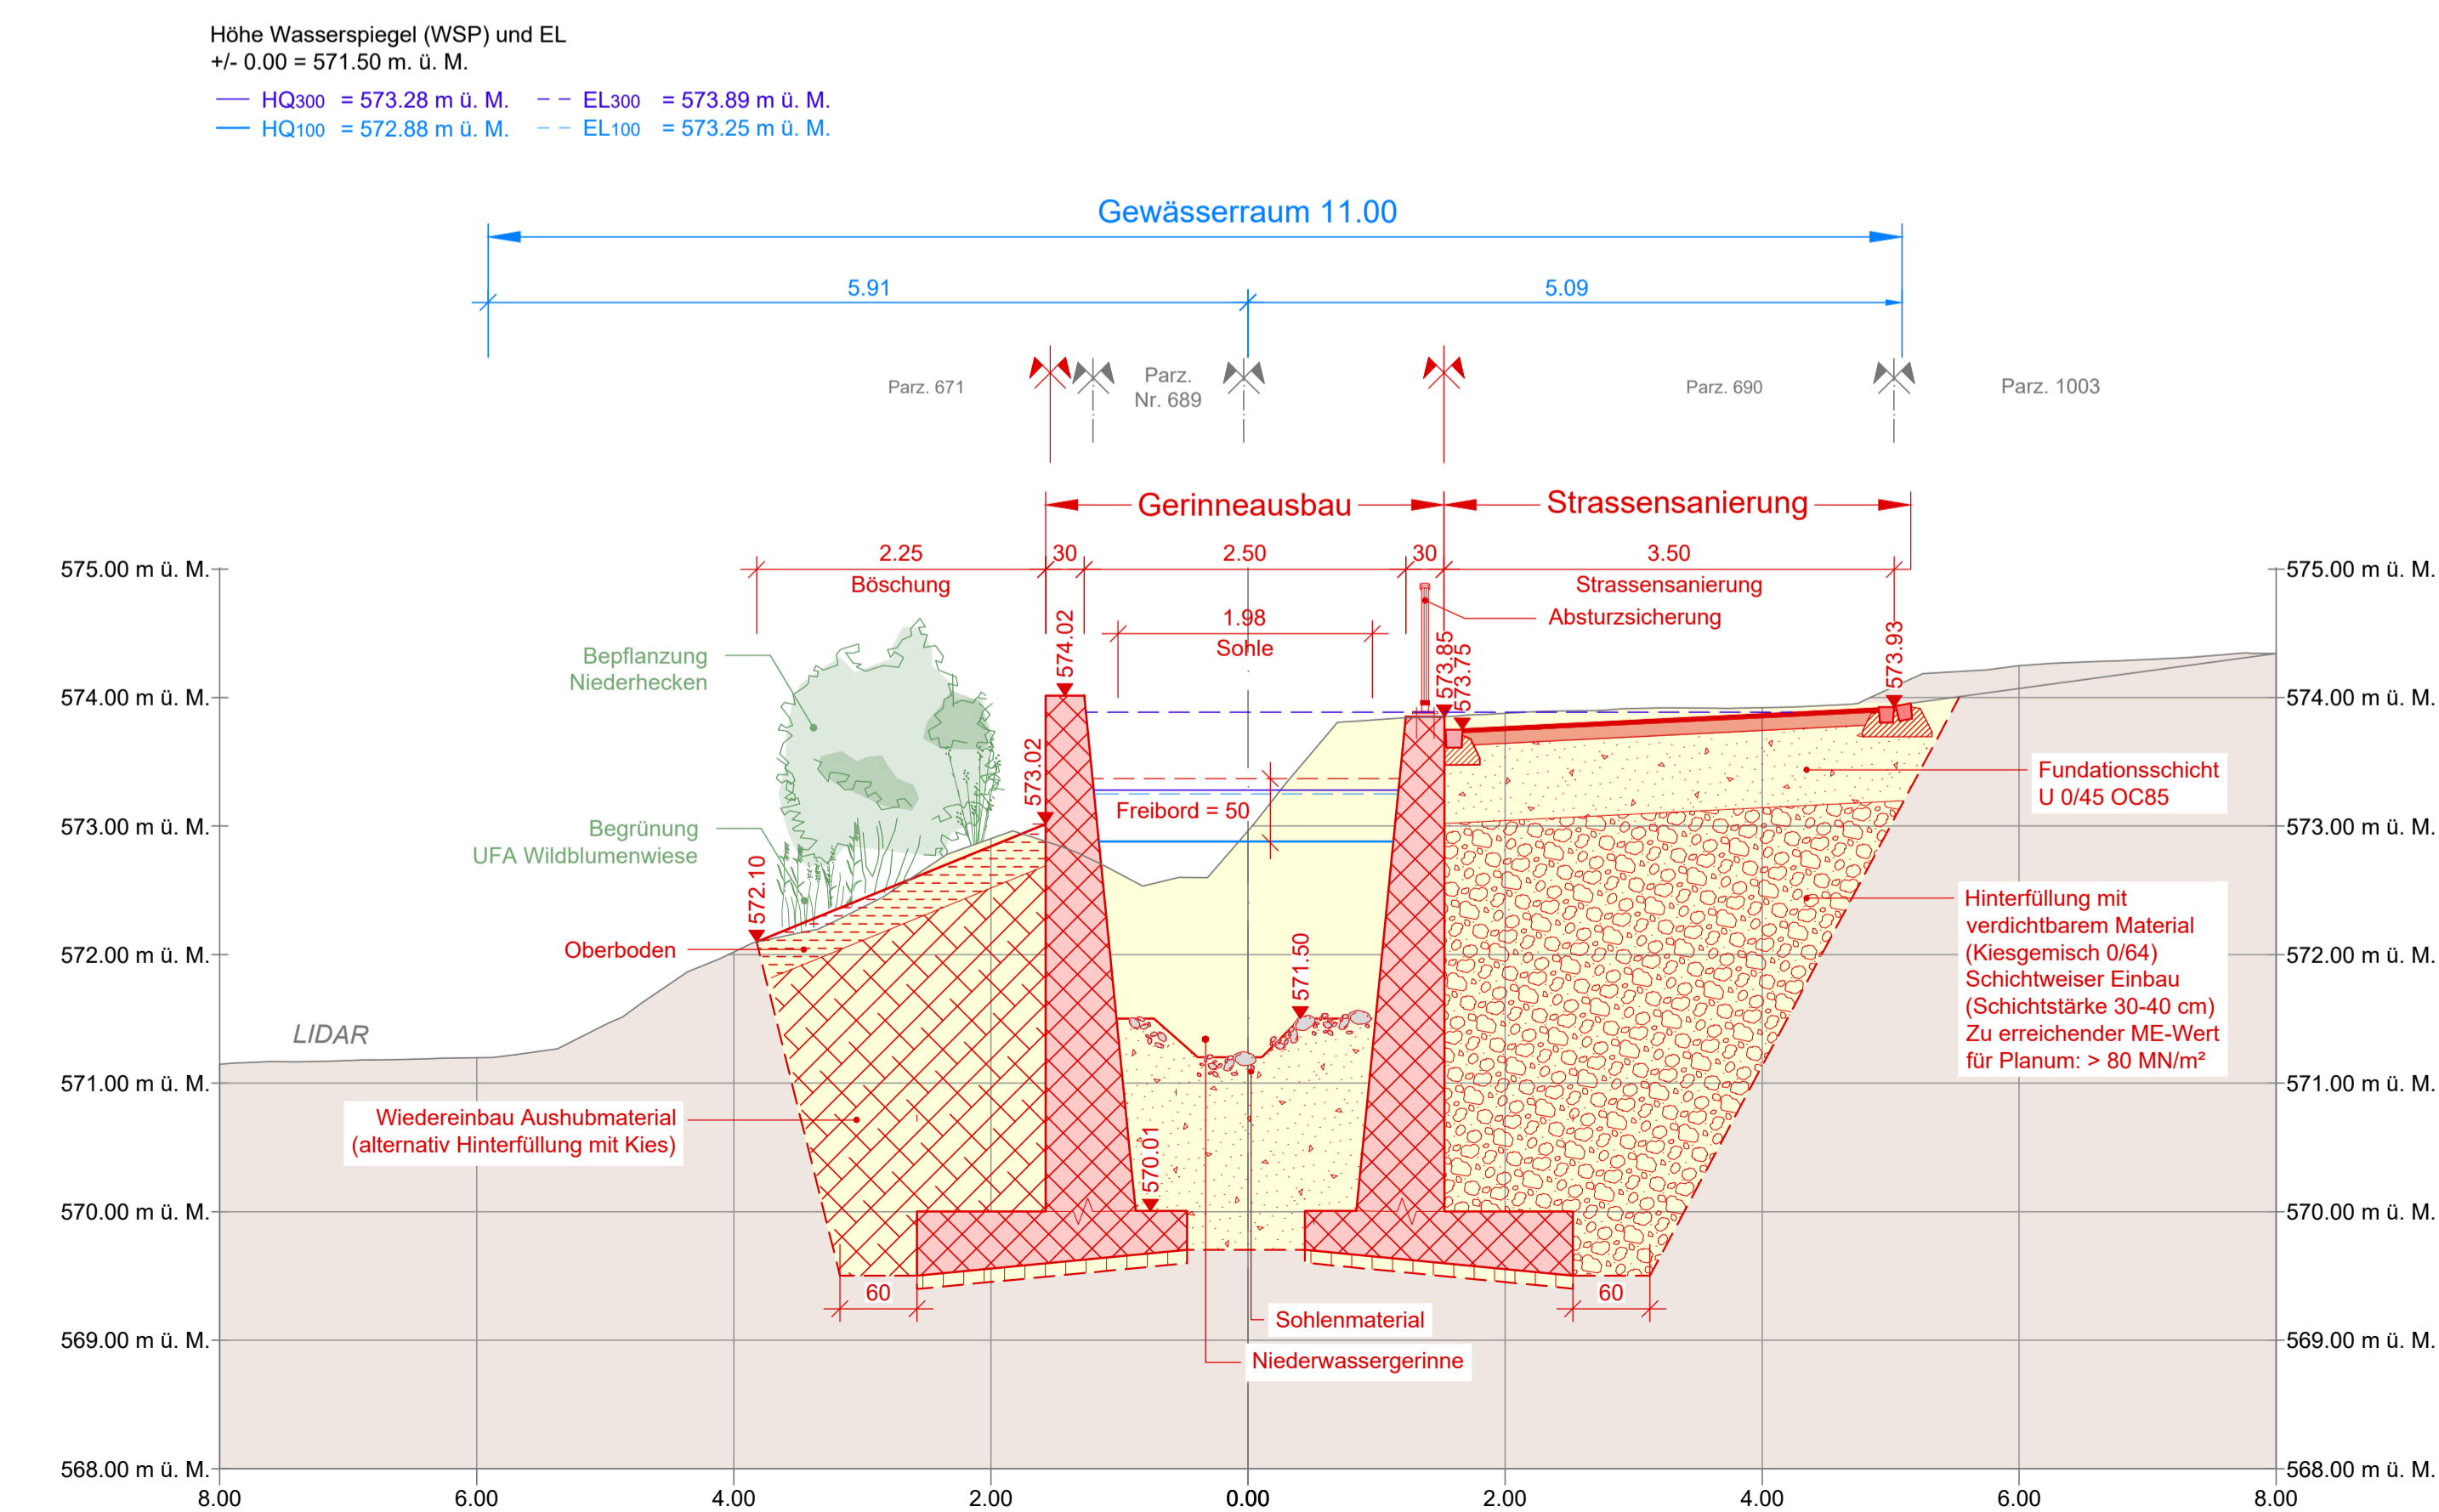 Höhe Wasserspiegel (WSP) und EL
+/- 0.00 = 571.50 m. ü. M.
HQ300 = 573.28 m ü. M. EL300 = 573.89 m ü. M.
HQ100 = 572.88 m ü. M. EL100 = 573.25 m ü. M.
Gewässerraum 11.00
5.91 5.09
Parz. 671
Parz.
Nr. 689
Parz. 690
Parz. 1003
Gerinneausbau Strassensanierung
2.25 30 2.50 30 3.50
Böschung Strassensanierung
575.00 m ü. M. 575.00 m ü. M.
1.98
Sohle
Absturzsicherung
574.02
573.85
573.75
573.93
Bepflanzung
Niederhecken
574.00 m ü. M. 574.00 m ü. M.
573.02
Freibord = 50
Fundationsschicht
U 0/45 OC85
573.00 m ü. M. 573.00 m ü. M.
Begrünung
UFA Wildblumenwiese
572.10
Oberboden
572.00 m ü. M. 572.00 m ü. M.
571.50
Hinterfüllung mit
verdichtbarem Material
(Kiesgemisch 0/64)
Schichtweiser Einbau
(Schichtstärke 30-40 cm)
Zu erreichender ME-Wert
für Planum: > 80 MN/m²
LIDAR
571.00 m ü. M. 571.00 m ü. M.
Wiedereinbau Aushubmaterial
(alternativ Hinterfüllung mit Kies)
570.01
570.00 m ü. M. 570.00 m ü. M.
60 60
Sohlenmaterial
569.00 m ü. M. 569.00 m ü. M.
Niederwassergerinne
568.00 m ü. M. 568.00 m ü. M.
8.00 6.00 4.00 2.00 0.00 2.00 4.00 6.00 8.00